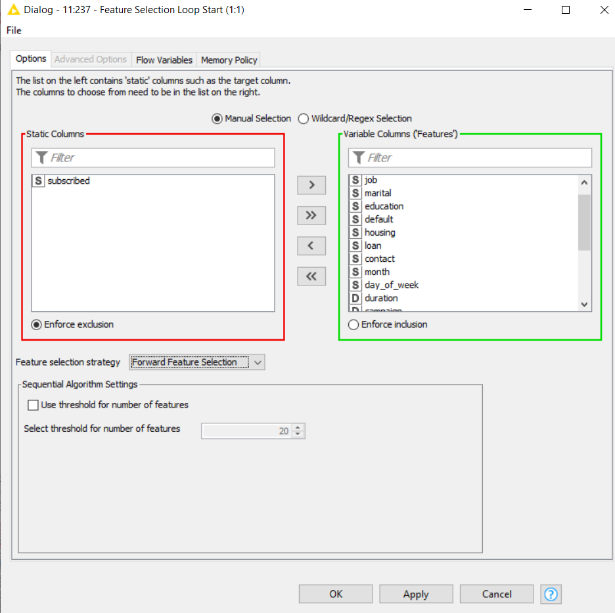 Dialog - 11:237 - Feature Selection Loop Start (1:1)
File
Options Advanced Options Flow Variables Memory Policy
The list on the left contains 'static' columns such as the target column.
The columns to choose from need to be in the list on the right.
Manual Selection Wildcard/Regex Selection
Static Columns
Filter
S subscribed
Enforce exclusion
>
>>
<
<<
Variable Columns ('Features')
Filter
S job
S marital
S education
S default
S housing
S loan
S contact
S month
S day_of_week
D duration
D campaign
Enforce inclusion
Feature selection strategy Forward Feature Selection
Sequential Algorithm Settings
Use threshold for number of features
Select threshold for number of features 20
OK Apply Cancel ?